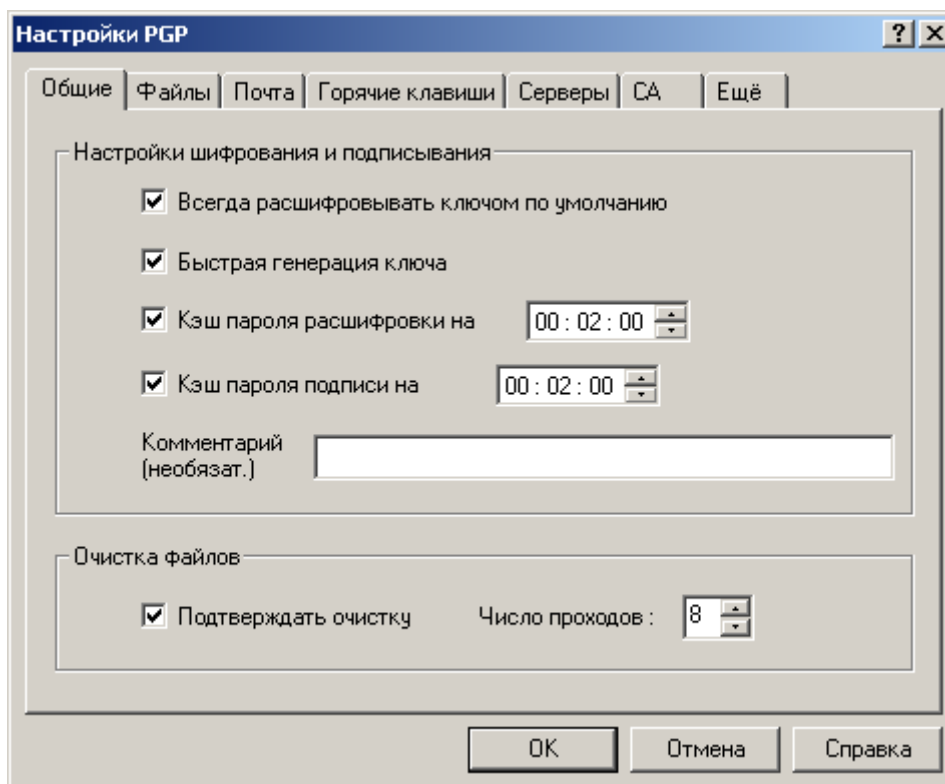 Настройки PGP
Общие Файлы Почта Горячие клавиши Серверы CA Ещё
Настройки шифрования и подписывания
Всегда расшифровывать ключом по умолчанию
Быстрая генерация ключа
Кэш пароля расшифровки на 00 : 02 : 00
Кэш пароля подписи на 00 : 02 : 00
Комментарий
(необязат.)
Очистка файлов
Подтверждать очистку Число проходов : 8
OK Отмена Справка